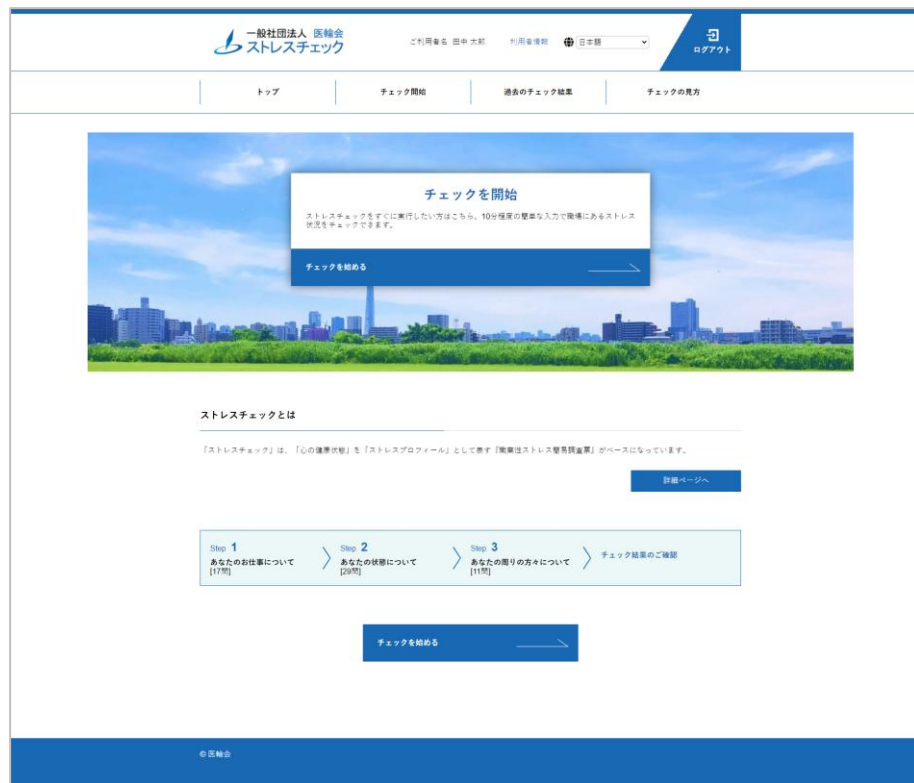 一般社団法人 医輪会
ストレスチェック
ご利用者名 田中 太郎
利用者情報
日本語
ログアウト
トップ
チェック開始
過去のチェック結果
チェックの見方
チェックを開始
ストレスチェックをすぐに実行したい方はこちら。10分程度の簡単な入力で職場にあるストレス
状況をチェックできます。
チェックを始める
ストレスチェックとは
「ストレスチェック」は、「心の健康状態」を「ストレスプロフィール」として表す「職業性ストレス簡易調査票」がベースになっています。
詳細ページへ
Step 1
あなたのお仕事について
[17問]
Step 2
あなたの状態について
[29問]
Step 3
あなたの周りの方々について
[11問]
チェック結果のご確認
チェックを始める
© 医輪会